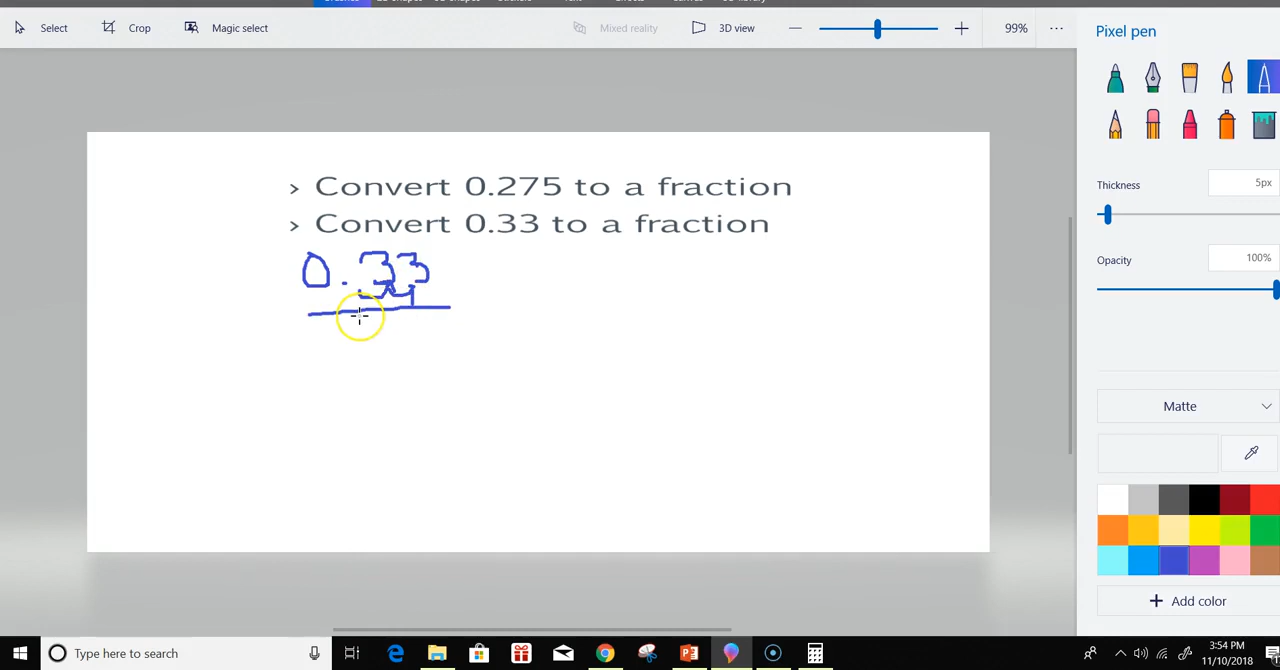 Select
Crop
Magic select
Mixed reality
3D view
99%
Pixel pen
> Convert 0.275 to a fraction
> Convert 0.33 to a fraction
0.33
Thickness
5px
Opacity
100%
Matte
+ Add color
Type here to search
3:54 PM
11/10/2018